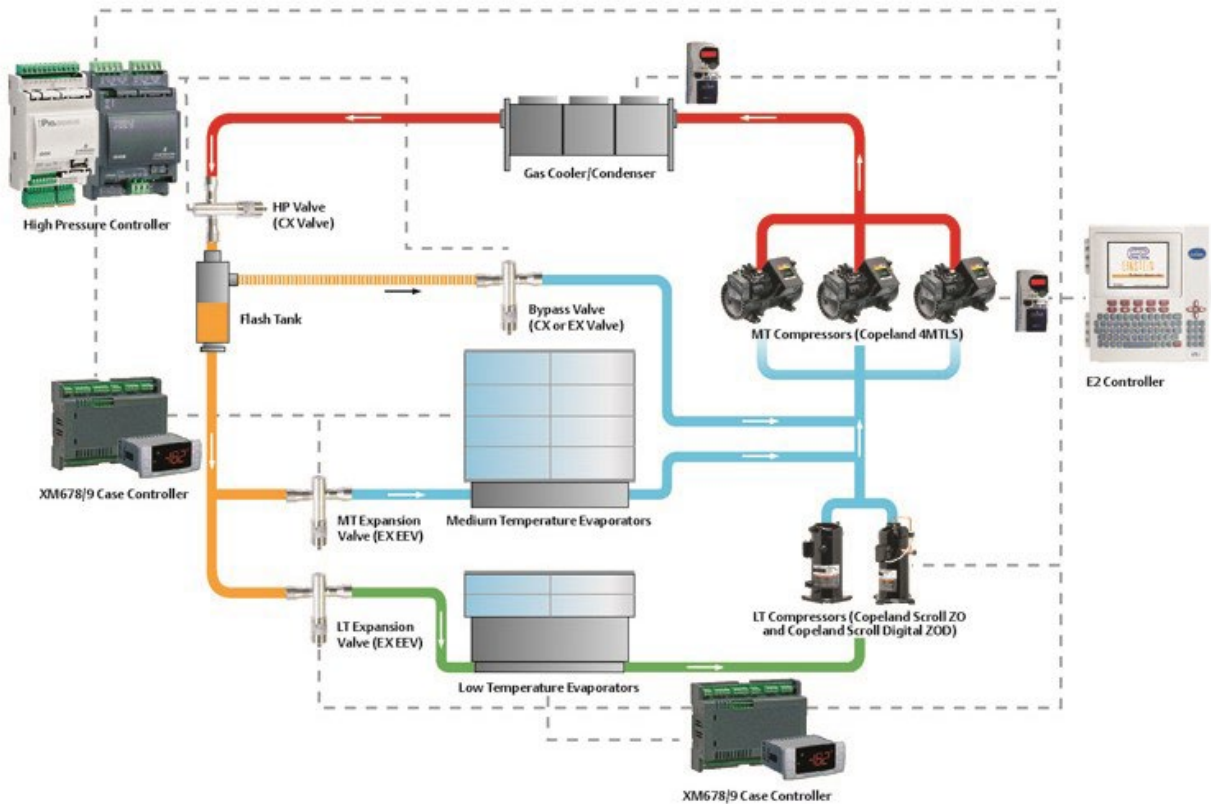 High Pressure Controller
HP Valve
(CX Valve)
Gas Cooler/Condenser
Flash Tank
Bypass Valve
(CX or EX Valve)
MT Compressors (Copeland 4MTLS)
EINSTEIN
E2 Controller
XM678/9 Case Controller
MT Expansion
Valve (EX EEV)
Medium Temperature Evaporators
LT Compressors (Copeland Scroll ZO
and Copeland Scroll Digital ZOD)
LT Expansion
Valve (EX EEV)
Low Temperature Evaporators
XM678/9 Case Controller